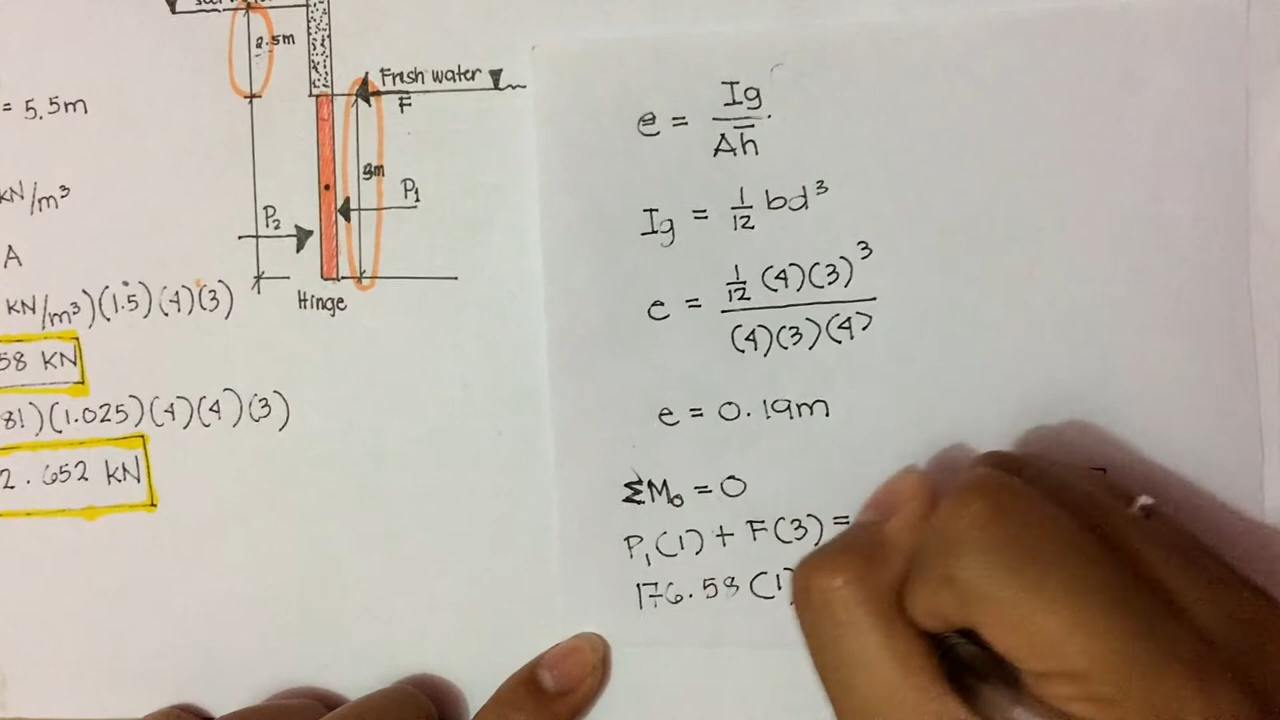 2.5m
Fresh water
F
= 5.5m
3m
P₁
P₂
Hinge
KN/m³
A
KN/m³)(1.5)(4)(3)
58 KN
81)(1.025)(4)(4)(3)
2.652 KN
e = Ig / Ah̄
Ig = 1/12 bd³
e = 1/12 (4)(3)³ / (4)(3)(4)
e = 0.19m
ΣM₀ = 0
P₁(1) + F(3) =
176.58(1)